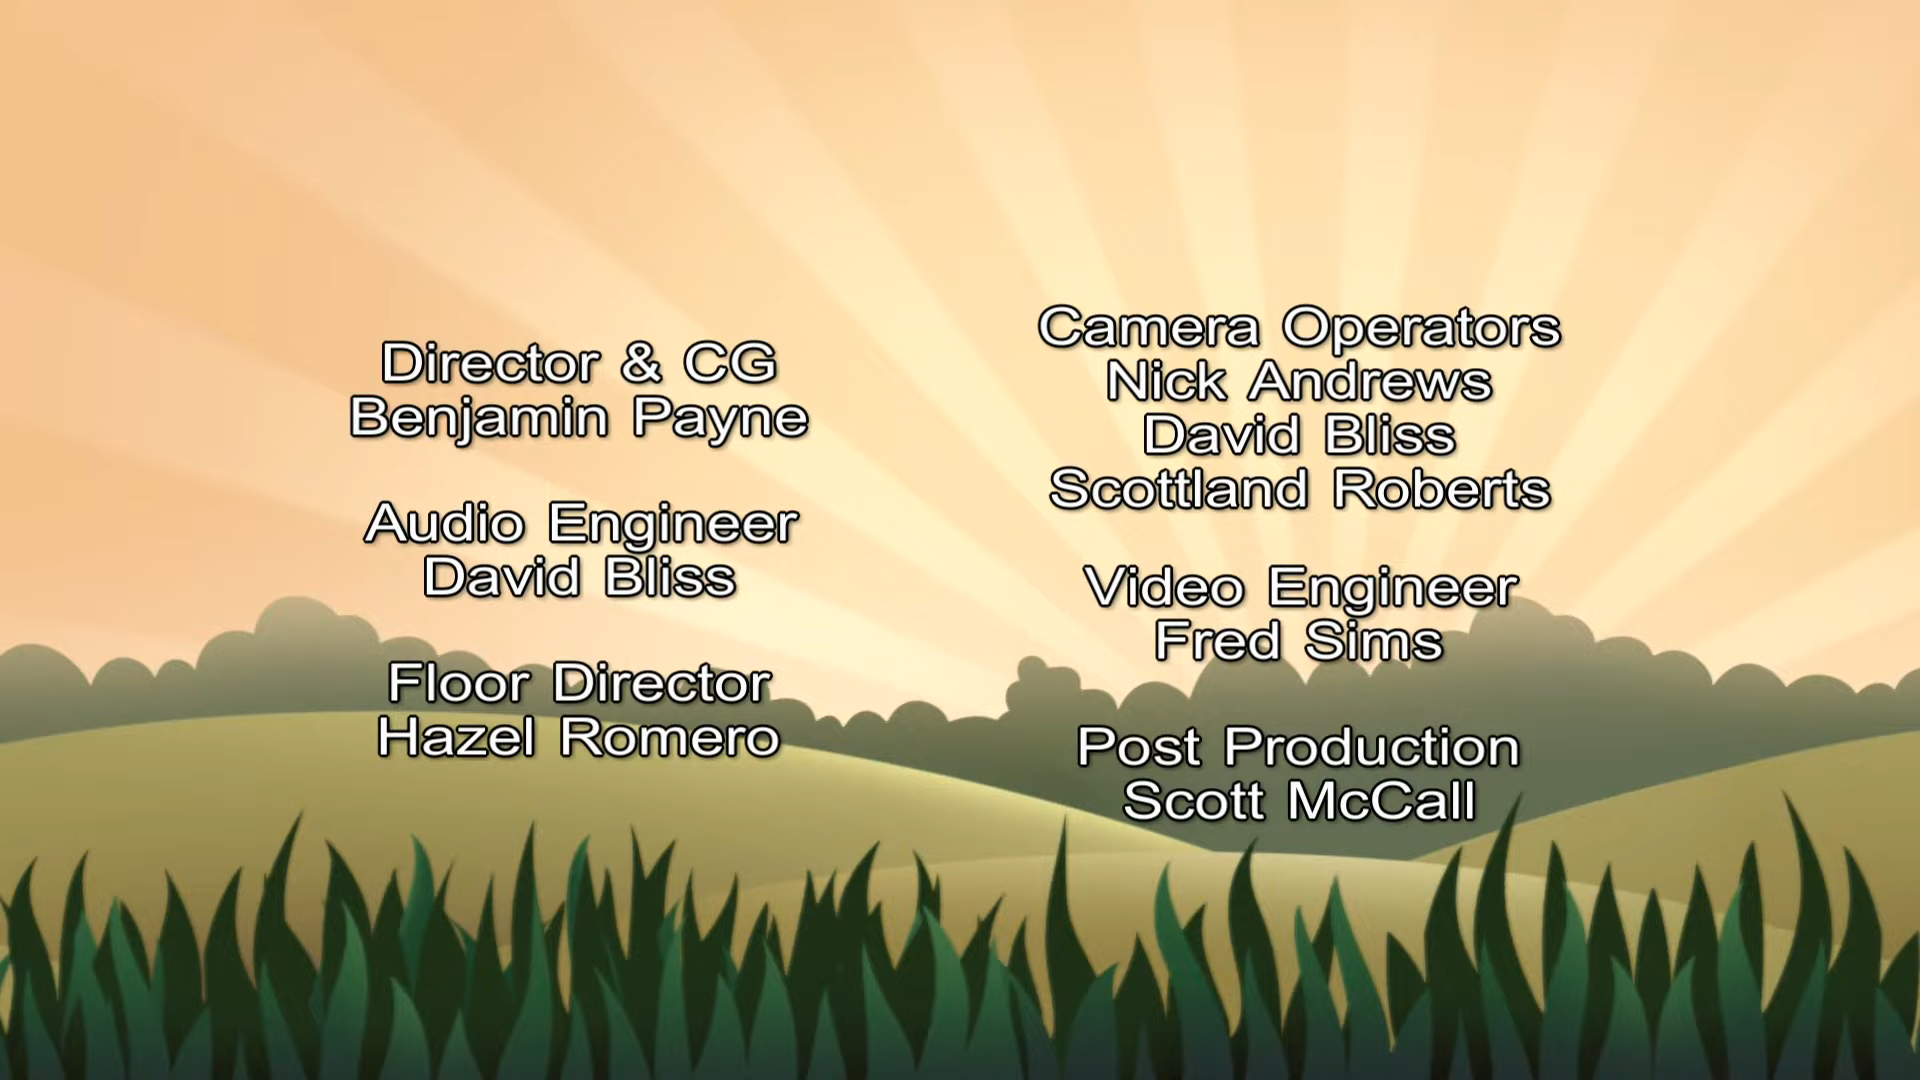 Director & CG
Benjamin Payne
Audio Engineer
David Bliss
Floor Director
Hazel Romero
Camera Operators
Nick Andrews
David Bliss
Scottland Roberts
Video Engineer
Fred Sims
Post Production
Scott McCall